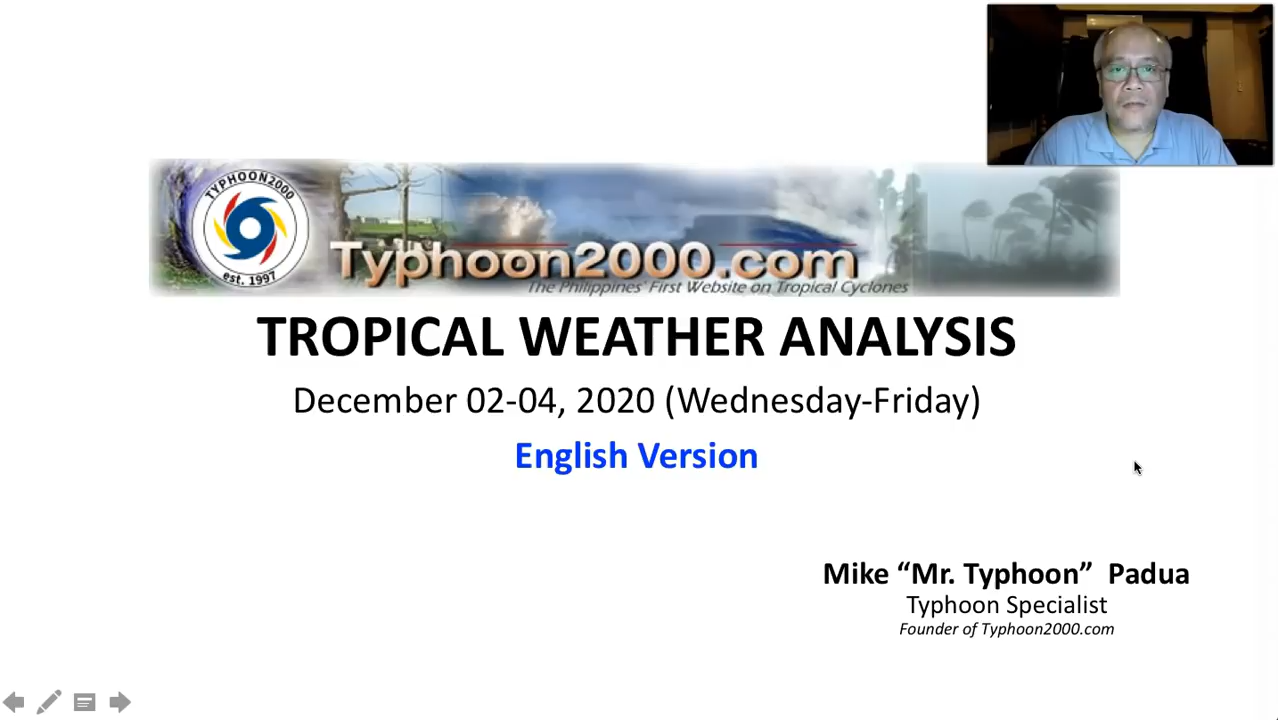 TYPHOON2000
est. 1997
Typhoon2000.com
The Philippines' First Website on Tropical Cyclones
TROPICAL WEATHER ANALYSIS
December 02-04, 2020 (Wednesday-Friday)
English Version
Mike “Mr. Typhoon” Padua
Typhoon Specialist
Founder of Typhoon2000.com